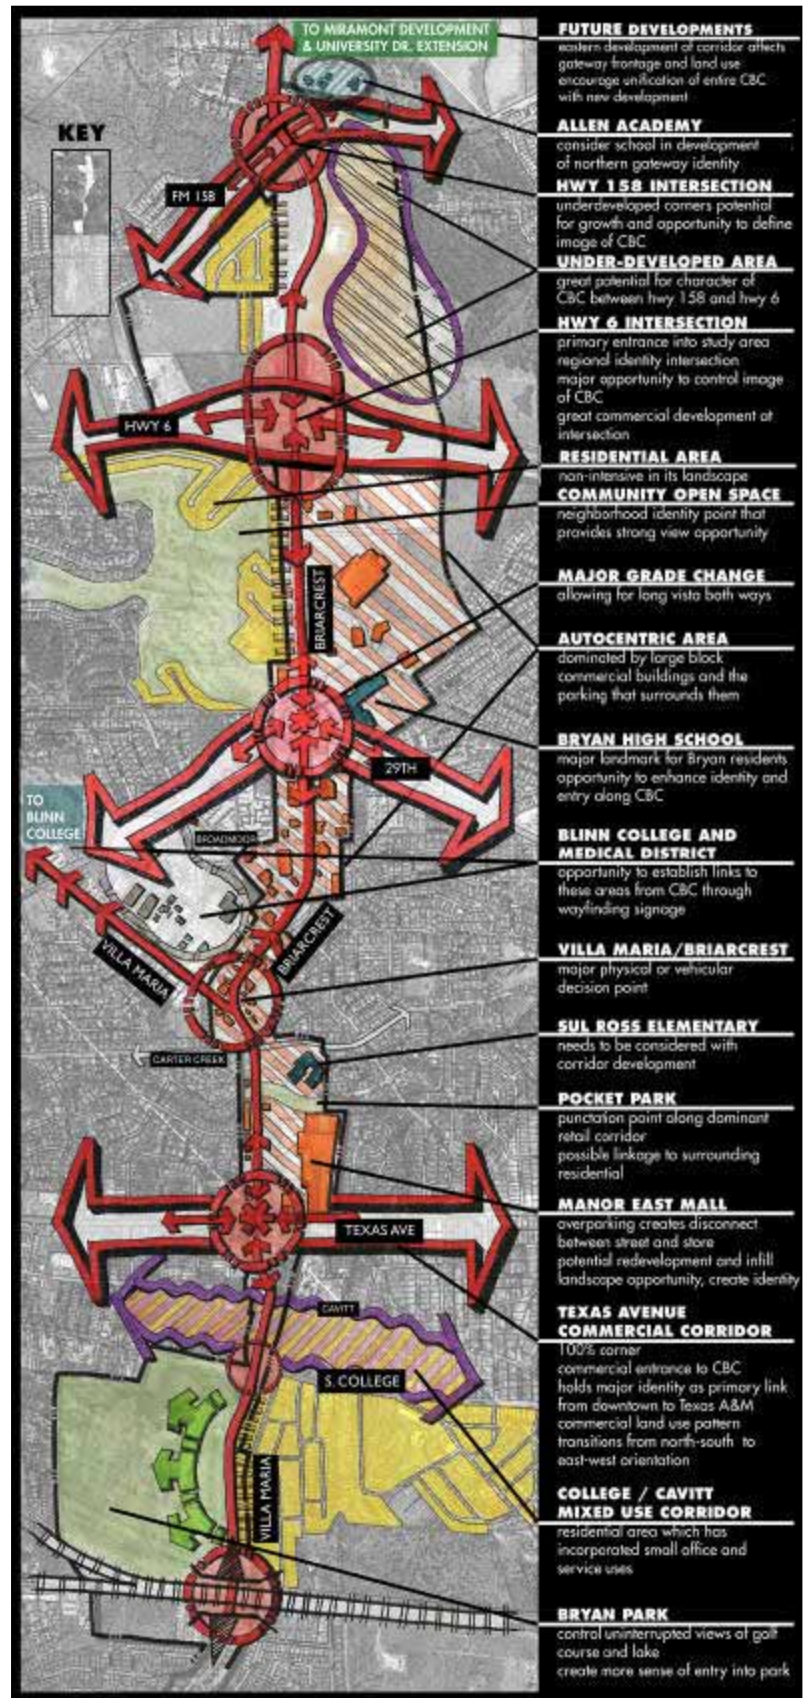 TO MIRAMONT DEVELOPMENT
& UNIVERSITY DR. EXTENSION
KEY
FM 158
HWY 6
BRIARCREST
29TH
TO
BLINN
COLLEGE
BROADMOOR
VILLA MARIA
BRIARCREST
CARTER CREEK
TEXAS AVE
CAVITT
S. COLLEGE
VILLA MARIA
FUTURE DEVELOPMENTS
eastern development of corridor affects
gateway frontage and land use
encourage unification of entire CBC
with new development
ALLEN ACADEMY
consider school in development
of northern gateway identity
HWY 158 INTERSECTION
underdeveloped corners potential
for growth and opportunity to define
image of CBC
UNDER-DEVELOPED AREA
great potential for character of
CBC between hwy 158 and hwy 6
HWY 6 INTERSECTION
primary entrance into study area
regional identity intersection
major opportunity to control image
of CBC
great commercial development at
intersection
RESIDENTIAL AREA
non-intensive in its landscape
COMMUNITY OPEN SPACE
neighborhood identity point that
provides strong view opportunity
MAJOR GRADE CHANGE
allowing for long vista both ways
AUTOCENTRIC AREA
dominated by large block
commercial buildings and the
parking that surrounds them
BRYAN HIGH SCHOOL
major landmark for Bryan residents
opportunity to enhance identity and
entry along CBC
BLINN COLLEGE AND
MEDICAL DISTRICT
opportunity to establish links to
these areas from CBC through
wayfinding signage
VILLA MARIA/BRIARCREST
major physical or vehicular
decision point
SUL ROSS ELEMENTARY
needs to be considered with
corridor development
POCKET PARK
punctation point along dominant
retail corridor
possible linkage to surrounding
residential
MANOR EAST MALL
overparking creates disconnect
between street and store
potential redevelopment and infill
landscape opportunity, create identity
TEXAS AVENUE
COMMERCIAL CORRIDOR
100% corner
commercial entrance to CBC
holds major identity as primary link
from downtown to Texas A&M
commercial land use pattern
transitions from north-south to
east-west orientation
COLLEGE / CAVITT
MIXED USE CORRIDOR
residential area which has
incorporated small office and
service uses
BRYAN PARK
control uninterrupted views of golf
course and lake
create more sense of entry into park